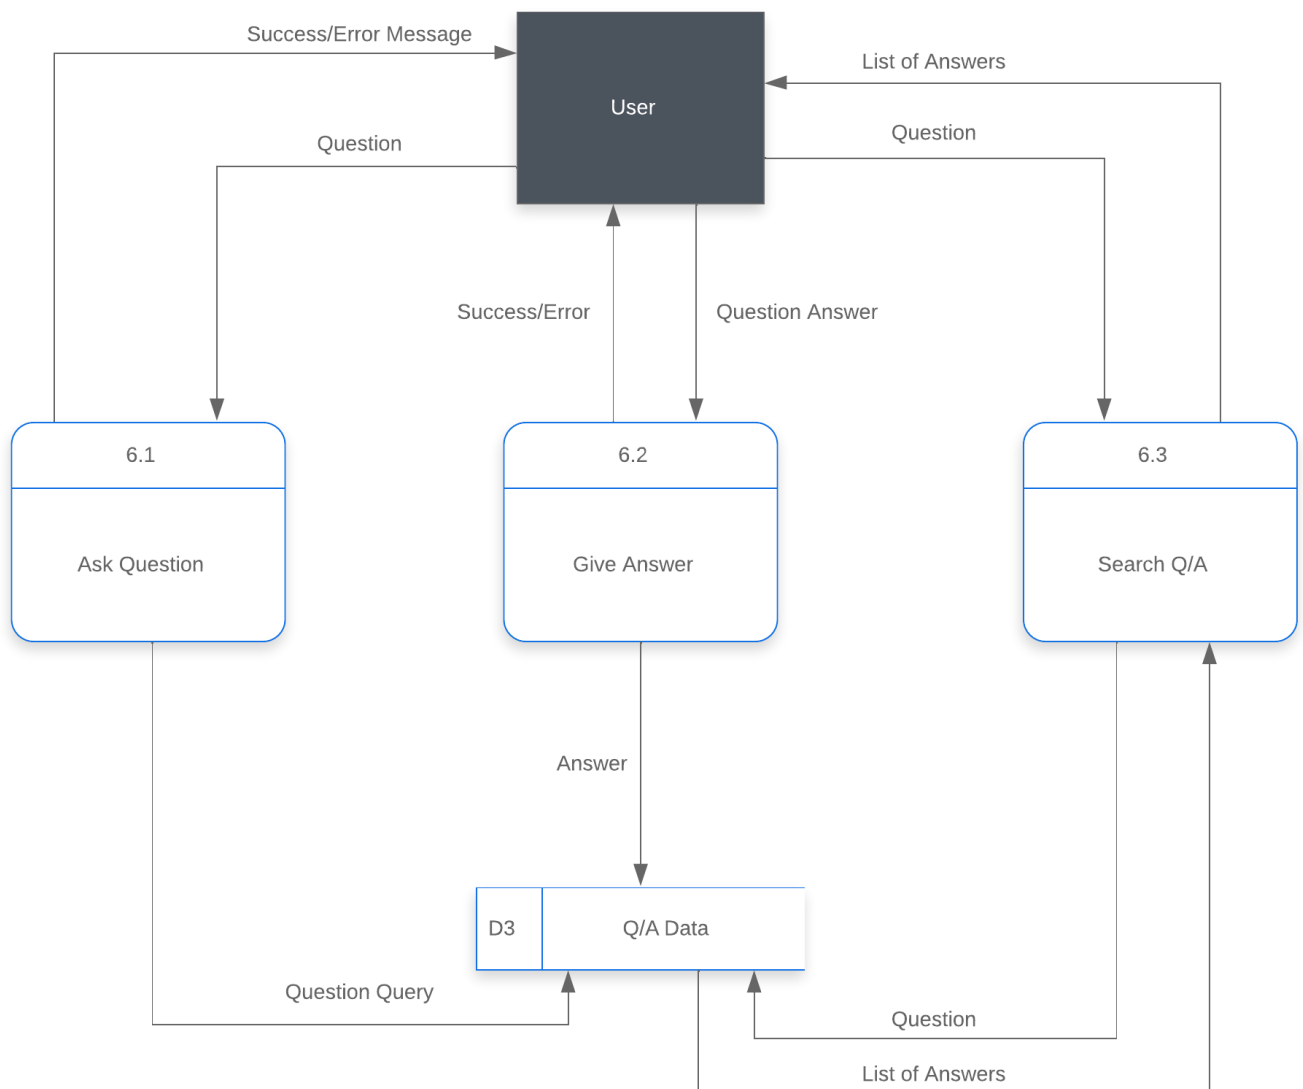 Success/Error Message
List of Answers
User
Question
Question
Success/Error
Question Answer
6.1
6.2
6.3
Ask Question
Give Answer
Search Q/A
Answer
D3
Q/A Data
Question Query
Question
List of Answers